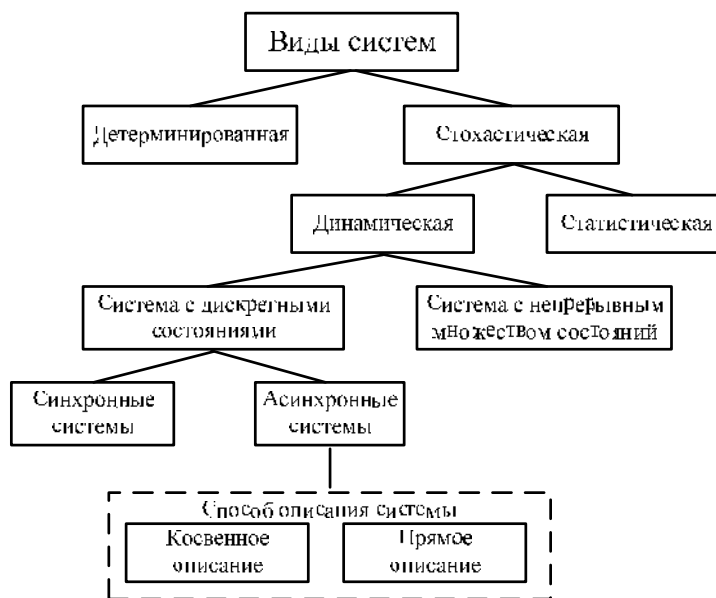 Виды систем
Детерминированная
Стохастическая
Динамическая
Статистическая
Система с дискретными
состояниями
Система с непрерывным
множеством состояний
Синхронные
системы
Асинхронные
системы
Способ описания системы
Косвенное
описание
Прямое
описание